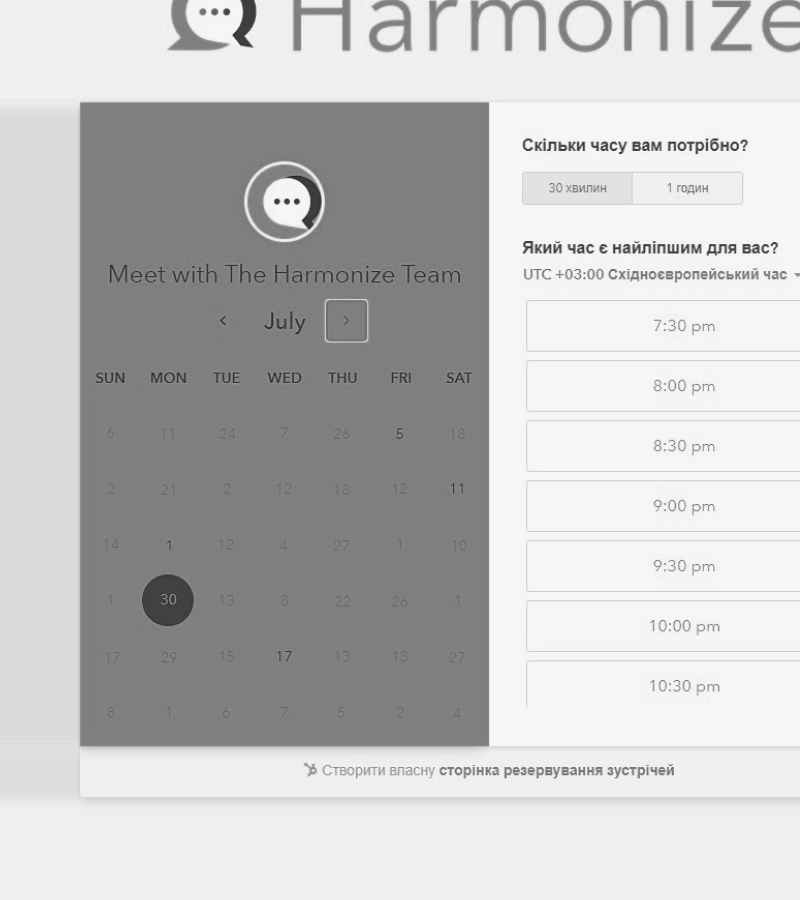 Harmonize
Meet with The Harmonize Team
July
SUN MON TUE WED THU FRI SAT
6 11 24 7 26 5 18
2 21 2 12 18 12 11
14 1 12 4 27 1 10
1 30 13 8 22 26 1
17 29 15 17 13 13 27
8 1 6 7 5 2 4
Скільки часу вам потрібно?
30 хвилин 1 годин
Який час є найліпшим для вас?
UTC +03:00 Східноєвропейський час
7:30 pm
8:00 pm
8:30 pm
9:00 pm
9:30 pm
10:00 pm
10:30 pm
Створити власну сторінка резервування зустрічей